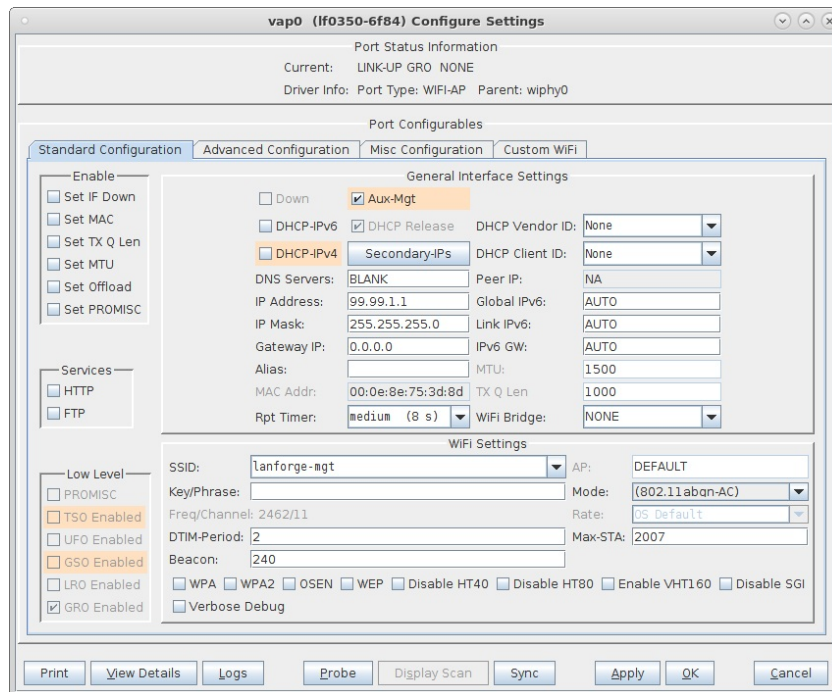 vap0 (lf0350-6f84) Configure Settings
Port Status Information
Current: LINK-UP GRO NONE
Driver Info: Port Type: WIFI-AP Parent: wiphy0
Port Configurables
Standard Configuration Advanced Configuration Misc Configuration Custom WiFi
Enable
Set IF Down
Set MAC
Set TX Q Len
Set MTU
Set Offload
Set PROMISC
Services
HTTP
FTP
Low Level
PROMISC
TSO Enabled
UFO Enabled
GSO Enabled
LRO Enabled
GRO Enabled
General Interface Settings
Down Aux-Mgt
DHCP-IPv6 DHCP Release DHCP Vendor ID: None
DHCP-IPv4 Secondary-IPs DHCP Client ID: None
DNS Servers: BLANK Peer IP: NA
IP Address: 99.99.1.1 Global IPv6: AUTO
IP Mask: 255.255.255.0 Link IPv6: AUTO
Gateway IP: 0.0.0.0 IPv6 GW: AUTO
Alias: MTU: 1500
MAC Addr: 00:0e:8e:75:3d:8d TX Q Len 1000
Rpt Timer: medium (8 s) WiFi Bridge: NONE
WiFi Settings
SSID: lanforge-mgt AP: DEFAULT
Key/Phrase: Mode: (802.11abgn-AC)
Freq/Channel: 2462/11 Rate: OS Default
DTIM-Period: 2 Max-STA: 2007
Beacon: 240
WPA WPA2 OSEN WEP Disable HT40 Disable HT80 Enable VHT160 Disable SGI
Verbose Debug
Print View Details Logs Probe Display Scan Sync Apply OK Cancel